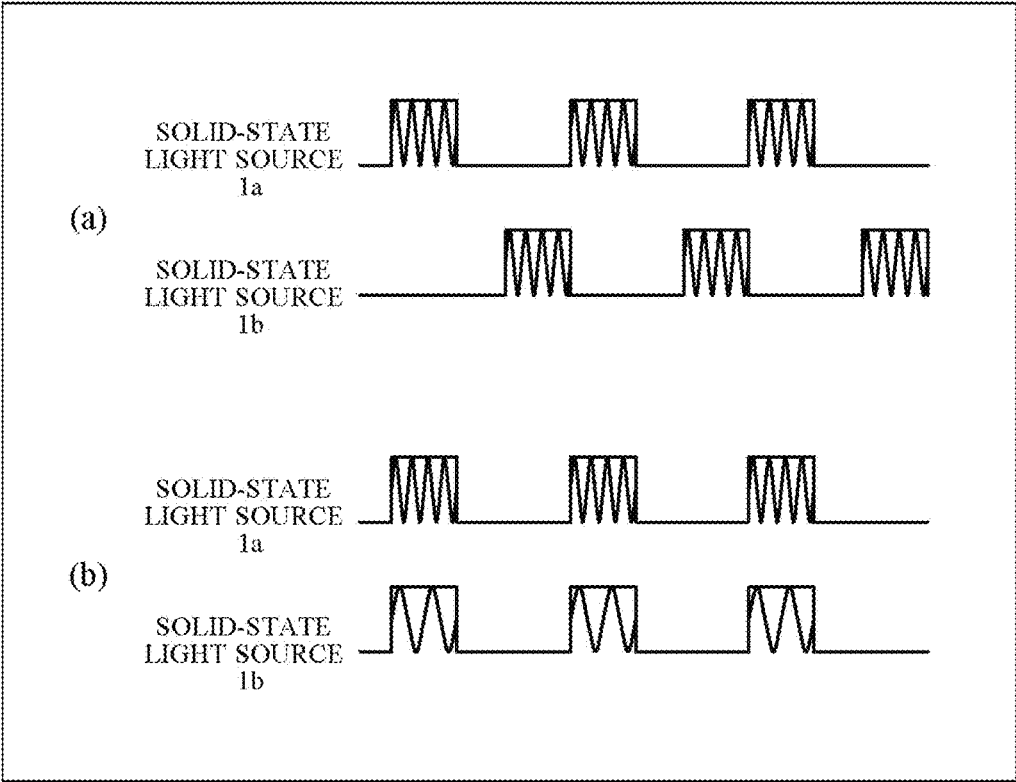 SOLID-STATE
LIGHT SOURCE
1a
(a)
SOLID-STATE
LIGHT SOURCE
1b
SOLID-STATE
LIGHT SOURCE
1a
(b)
SOLID-STATE
LIGHT SOURCE
1b